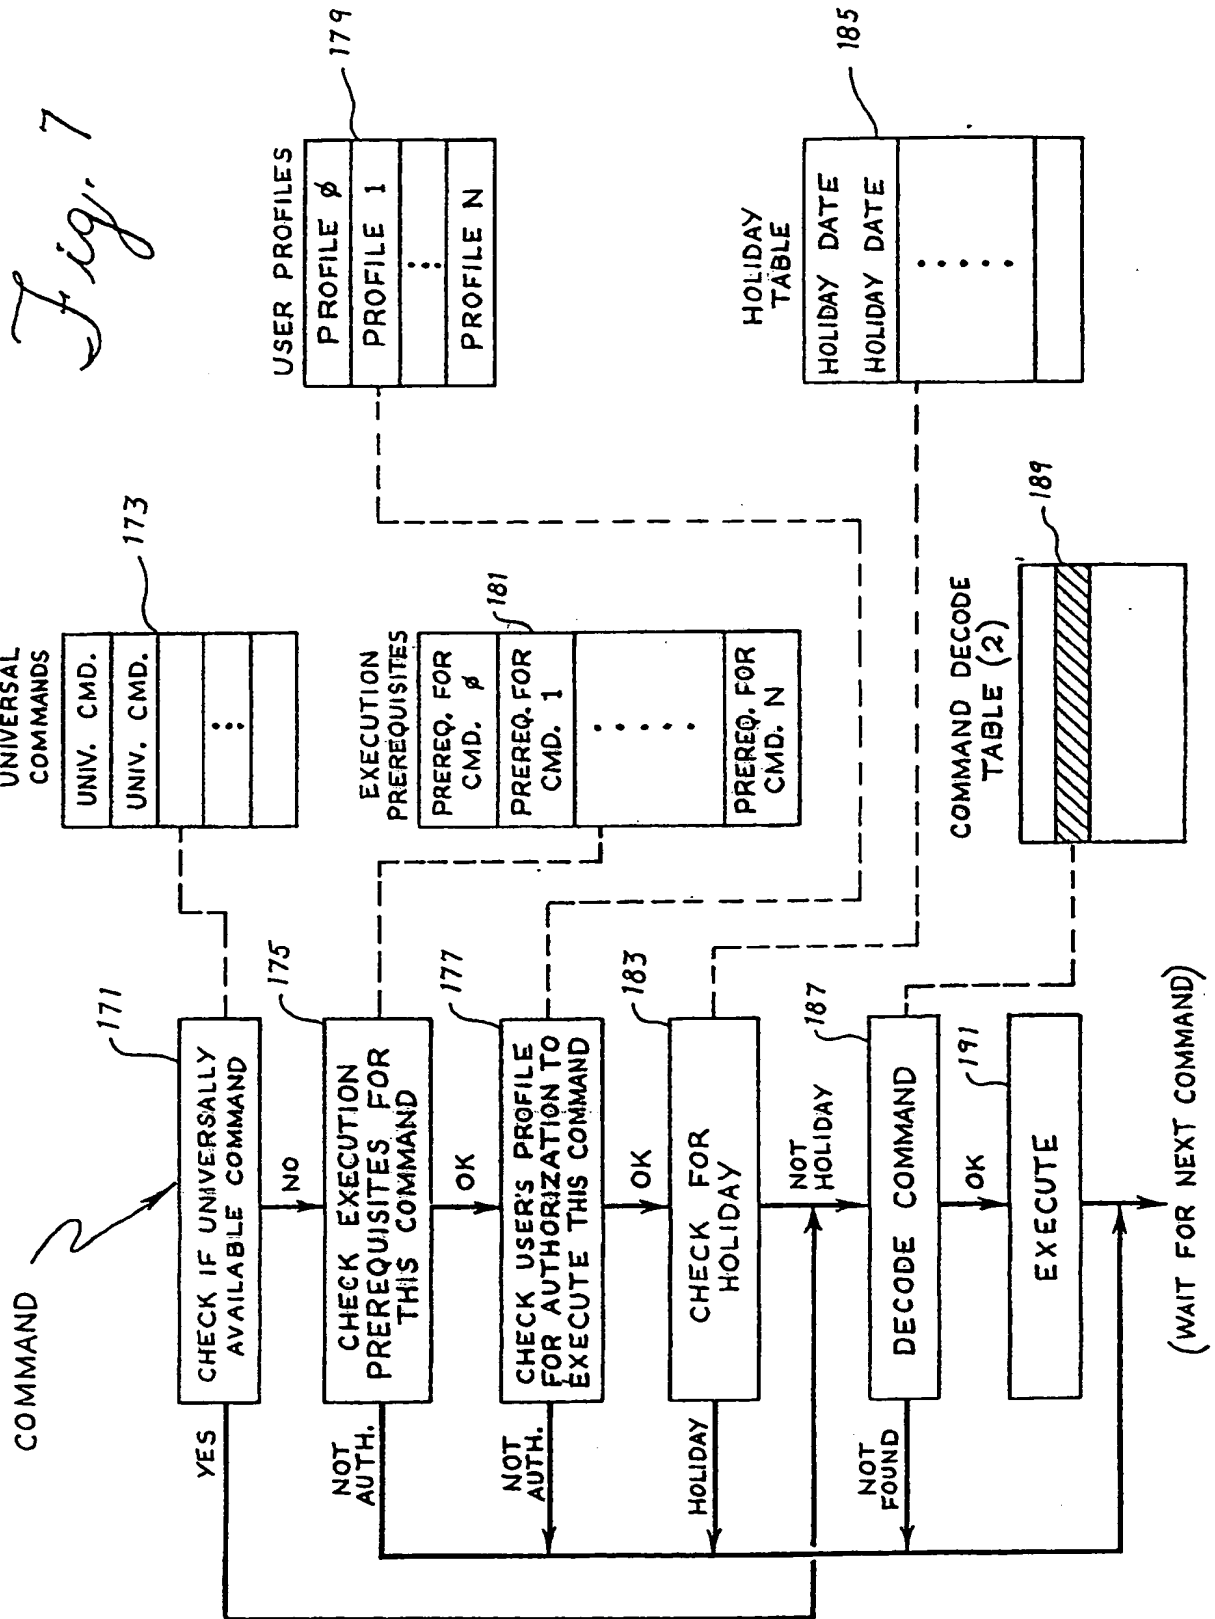 Fig. 7
COMMAND
171
CHECK IF UNIVERSALLY
AVAILABLE COMMAND
YES
NO
UNIVERSAL
COMMANDS
UNIV. CMD.
UNIV. CMD.
173
175
CHECK EXECUTION
PREREQUISITES FOR
THIS COMMAND
NOT
AUTH.
OK
EXECUTION
PREREQUISITES
PREREQ. FOR
CMD. ø
PREREQ. FOR
CMD. 1
PREREQ. FOR
CMD. N
181
177
CHECK USER'S PROFILE
FOR AUTHORIZATION TO
EXECUTE THIS COMMAND
NOT
AUTH.
OK
USER PROFILES
PROFILE ø
PROFILE 1
PROFILE N
179
183
CHECK FOR
HOLIDAY
HOLIDAY
NOT
HOLIDAY
HOLIDAY
TABLE
HOLIDAY DATE
HOLIDAY DATE
185
187
DECODE COMMAND
NOT
FOUND
OK
COMMAND DECODE
TABLE (2)
189
191
EXECUTE
(WAIT FOR NEXT COMMAND)